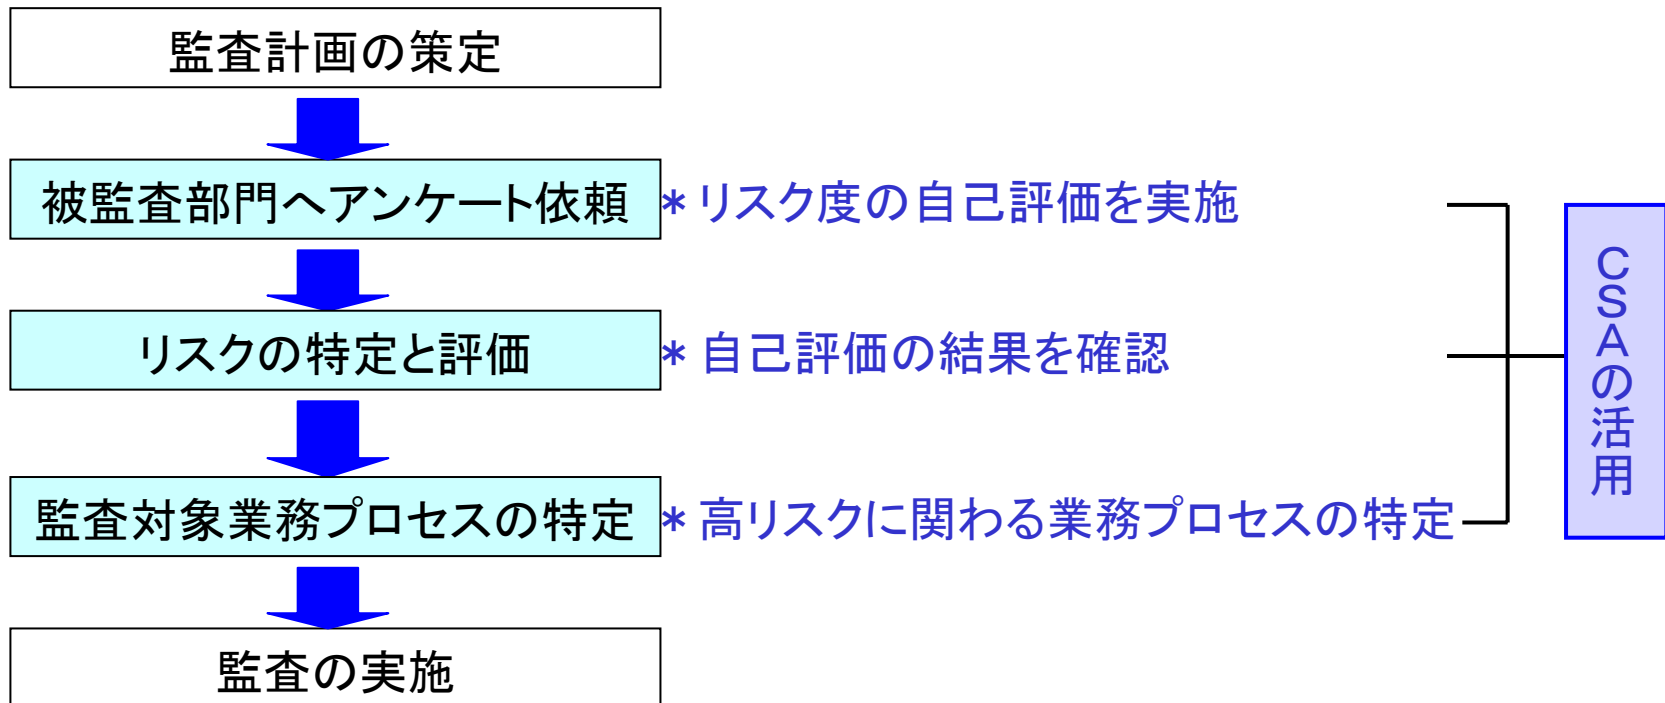 監査計画の策定
被監査部門へアンケート依頼
* リスク度の自己評価を実施
リスクの特定と評価
* 自己評価の結果を確認
監査対象業務プロセスの特定
* 高リスクに関わる業務プロセスの特定
監査の実施
CSAの活用